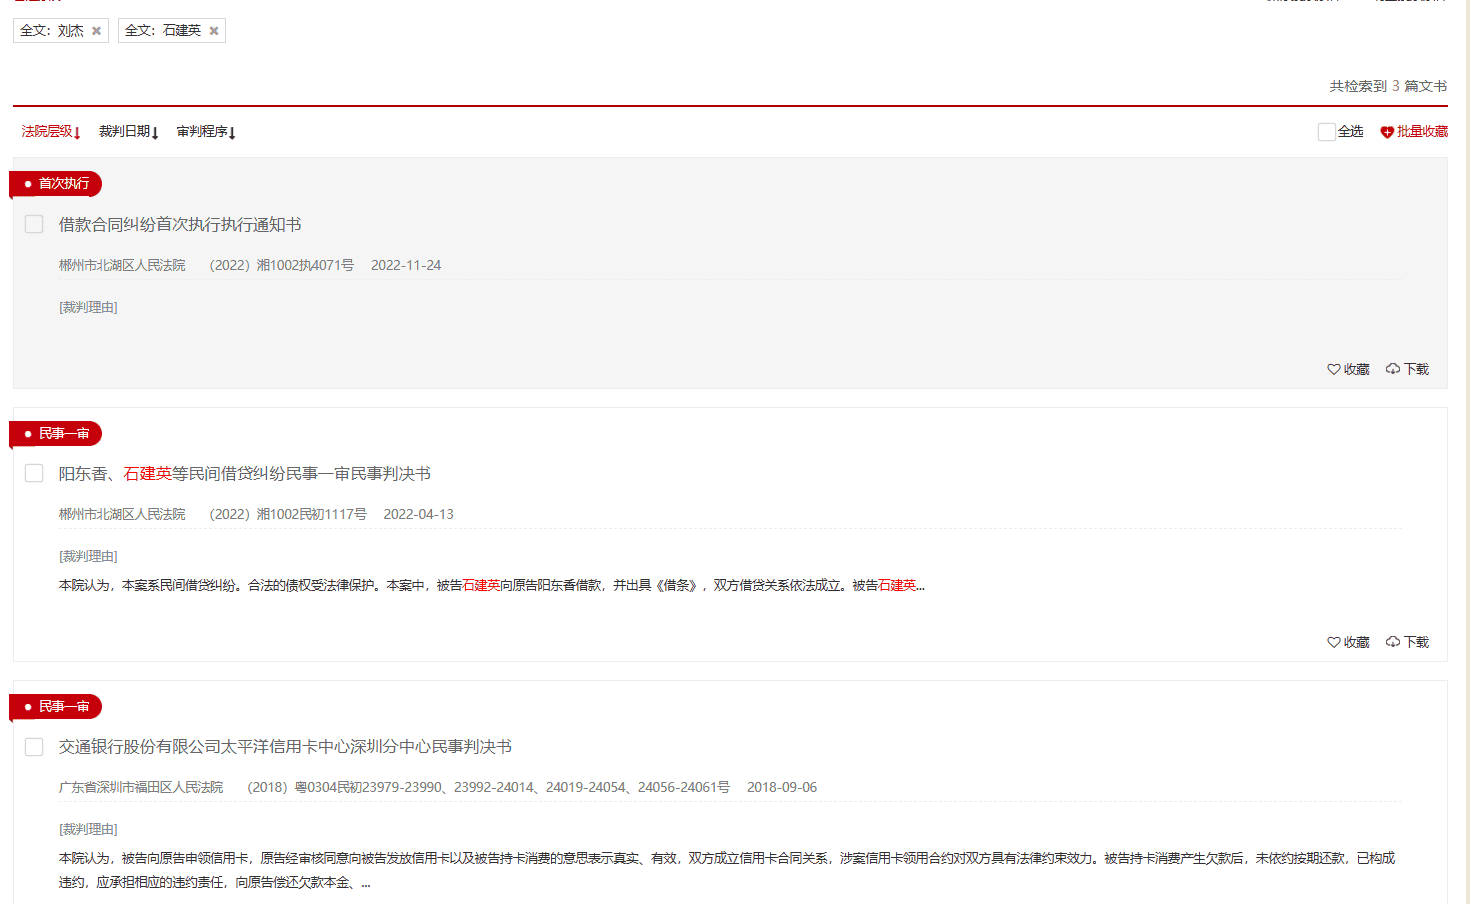 全文：刘杰 ✖ 全文：石建英 ✖
共检索到 3 篇文书
法院层级↓ 裁判日期↓ 审判程序↓ 全选 批量收藏
首次执行
借款合同纠纷首次执行执行通知书
郴州市北湖区人民法院 （2022）湘1002执4071号 2022-11-24
[裁判理由]
收藏 下载
民事一审
阳东香、石建英等民间借贷纠纷民事一审民事判决书
郴州市北湖区人民法院 （2022）湘1002民初1117号 2022-04-13
[裁判理由]
本院认为，本案系民间借贷纠纷。合法的债权受法律保护。本案中，被告石建英向原告阳东香借款，并出具《借条》，双方借贷关系依法成立。被告石建英...
收藏 下载
民事一审
交通银行股份有限公司太平洋信用卡中心深圳分中心民事判决书
广东省深圳市福田区人民法院 （2018）粤0304民初23979-23990、23992-24014、24019-24054、24056-24061号 2018-09-06
[裁判理由]
本院认为，被告向原告申领信用卡，原告经审核同意向被告发放信用卡以及被告持卡消费的意思表示真实、有效，双方成立信用卡合同关系，涉案信用卡领用合约对双方具有法律约束效力。被告持卡消费产生欠款后，未依约按期还款，已构成
违约，应承担相应的违约责任，向原告偿还欠款本金、...